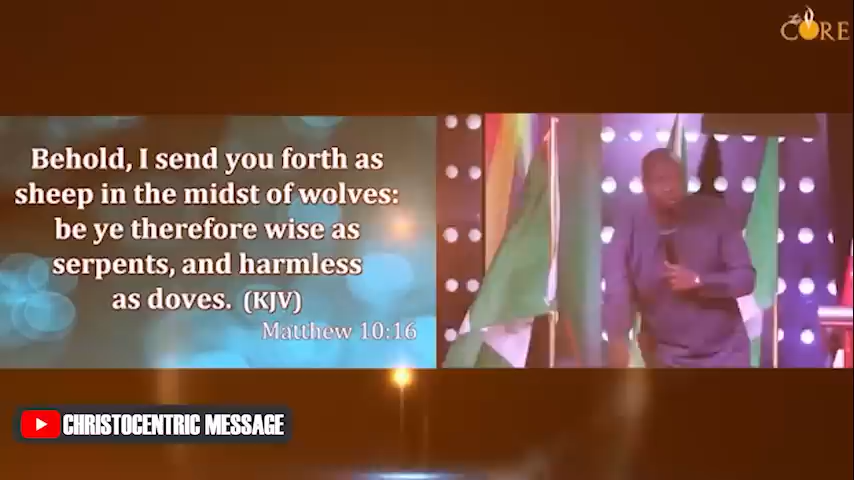 CORE
Behold, I send you forth as
sheep in the midst of wolves:
be ye therefore wise as
serpents, and harmless
as doves. (KJV)
Matthew 10:16
CHRISTOCENTRIC MESSAGE